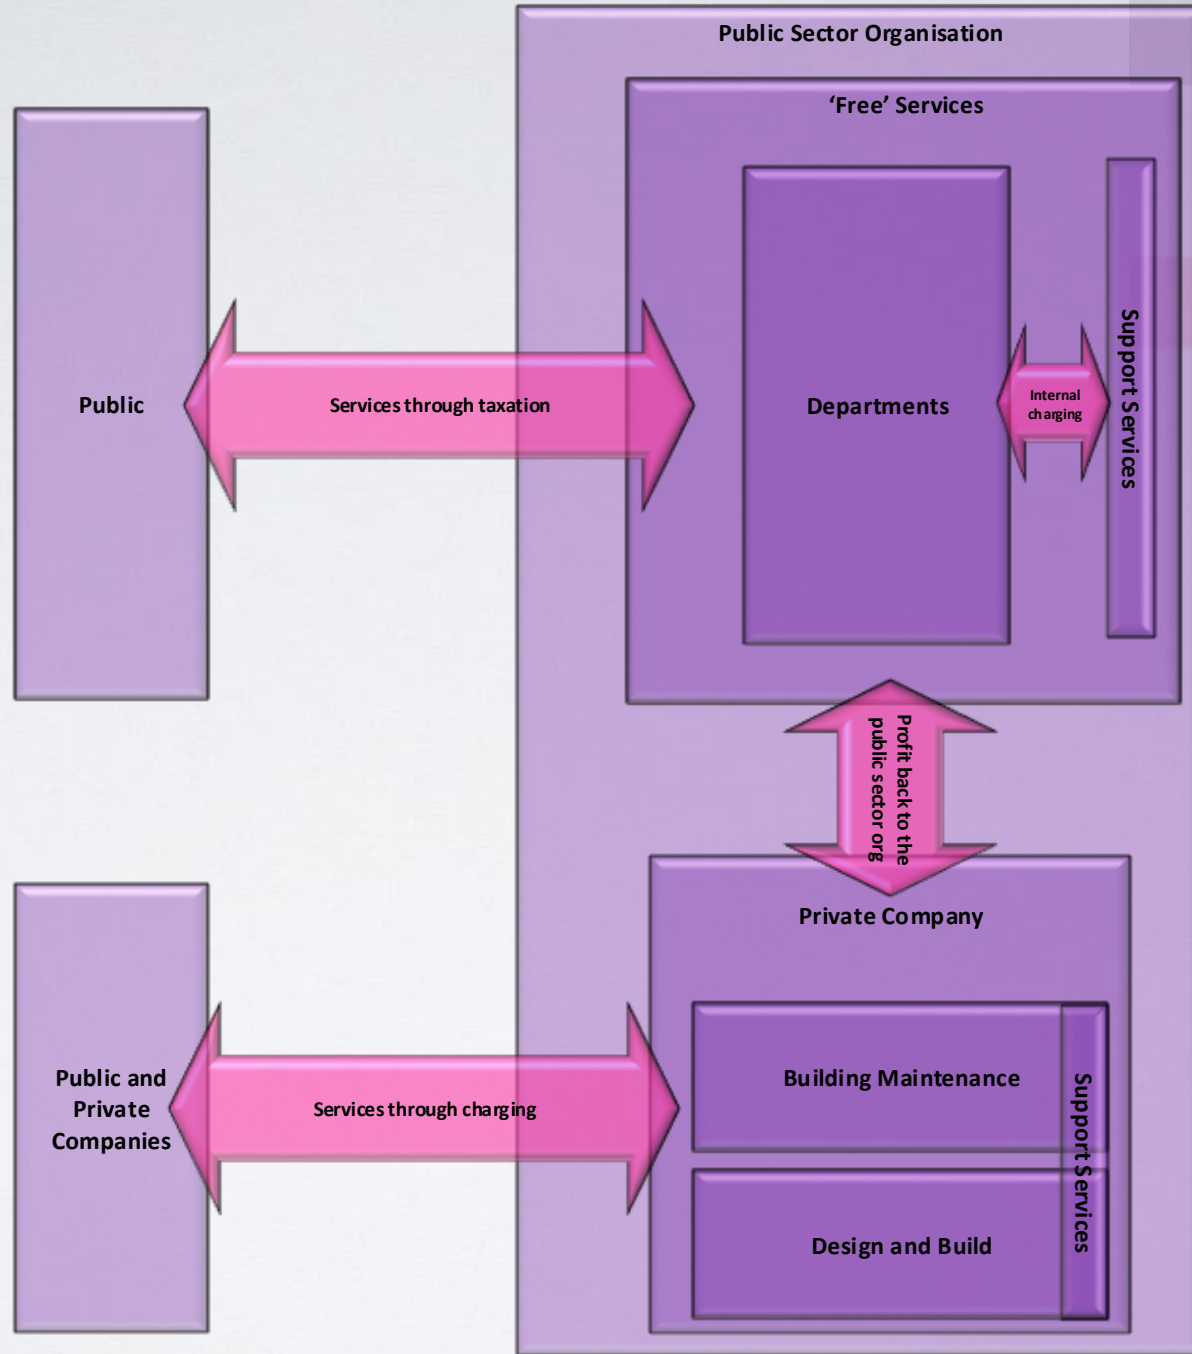 Public Sector Organisation
‘Free’ Services
Public
Services through taxation
Departments
Internal
charging
Support Services
Profit back to the
public sector org
Private Company
Public and
Private
Companies
Services through charging
Building Maintenance
Support Services
Design and Build